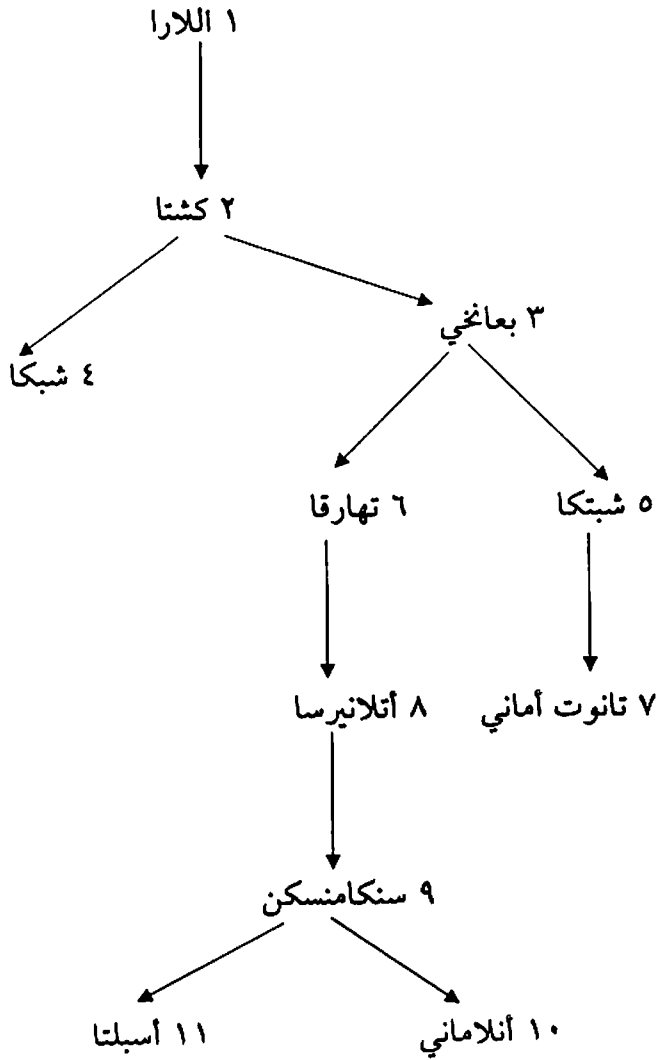 ١ اللارا
٢ كشتا
٣ بعانخي
٤ شبكا
٥ شبتكا
٦ تهارقا
٧ تانوت أماني
٨ أتلانيرسا
٩ سنكامنسكن
١٠ أنلاماني
١١ أسبلتا